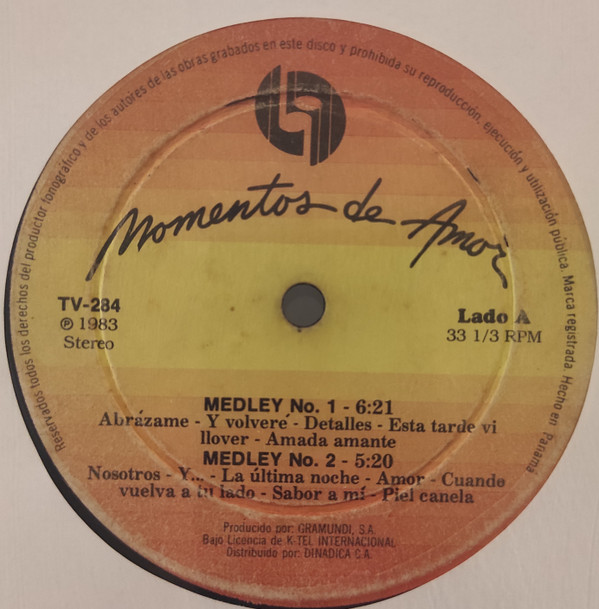 Reservados todos los derechos del productor fonográfico y de los autores de las obras grabados en este disco y prohibida su reproducción, ejecución y utilización pública. Marca registrada. Hecho en Panamá
Momentos de Amor
TV-284
℗ 1983
Stereo
Lado A
33 1/3 RPM
MEDLEY No. 1 - 6:21
Abrázame - Y volveré - Detalles - Esta tarde vi
llover - Amada amante
MEDLEY No. 2 - 5:20
Nosotros - Y... - La última noche - Amor - Cuando
vuelva a tu lado - Sabor a mí - Piel canela
Producido por: GRAMUNDI, S.A.
Bajo Licencia de K-TEL INTERNACIONAL
Distribuido por: DINADICA C.A.